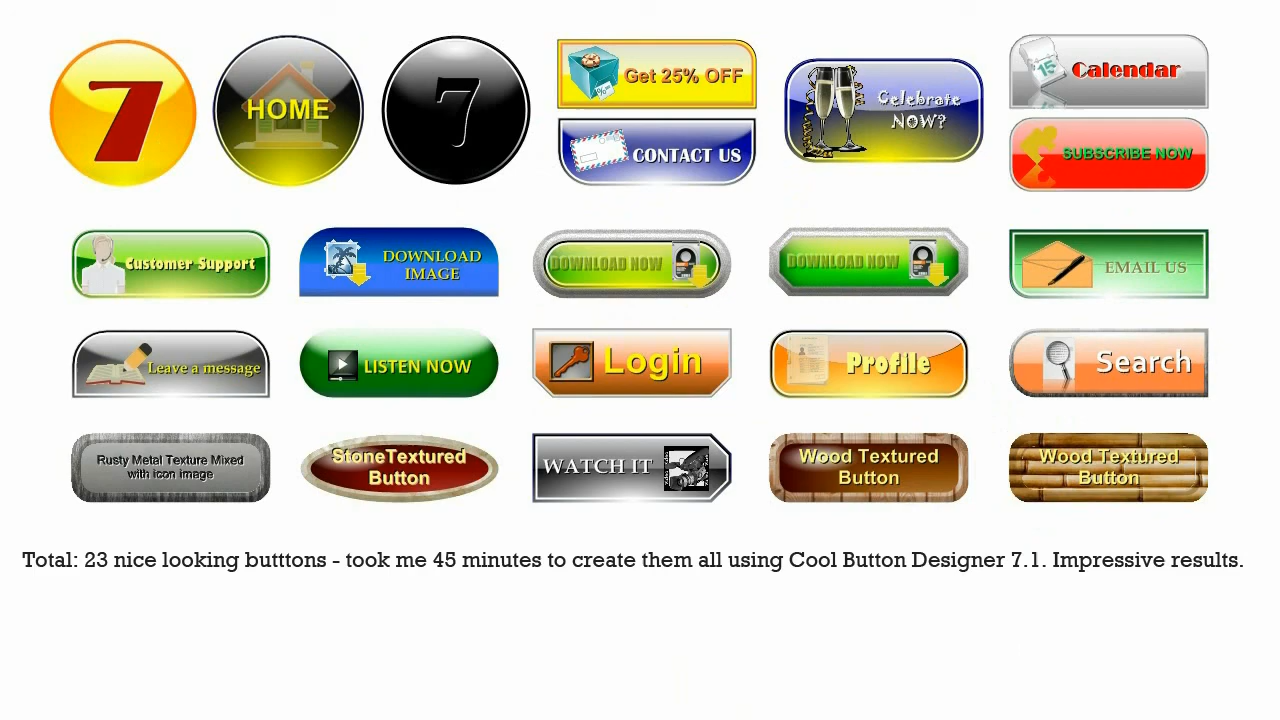 7
HOME
7
Get 25% OFF
CONTACT US
Celebrate
NOW?
15
Calendar
SUBSCRIBE NOW
Customer Support
DOWNLOAD
IMAGE
DOWNLOAD NOW
DOWNLOAD NOW
EMAIL US
Leave a message
LISTEN NOW
Login
Profile
Search
Rusty Metal Texture Mixed
with icon image
StoneTextured
Button
WATCH IT
Wood Textured
Button
Wood Textured
Button
Total: 23 nice looking butttons - took me 45 minutes to create them all using Cool Button Designer 7.1. Impressive results.